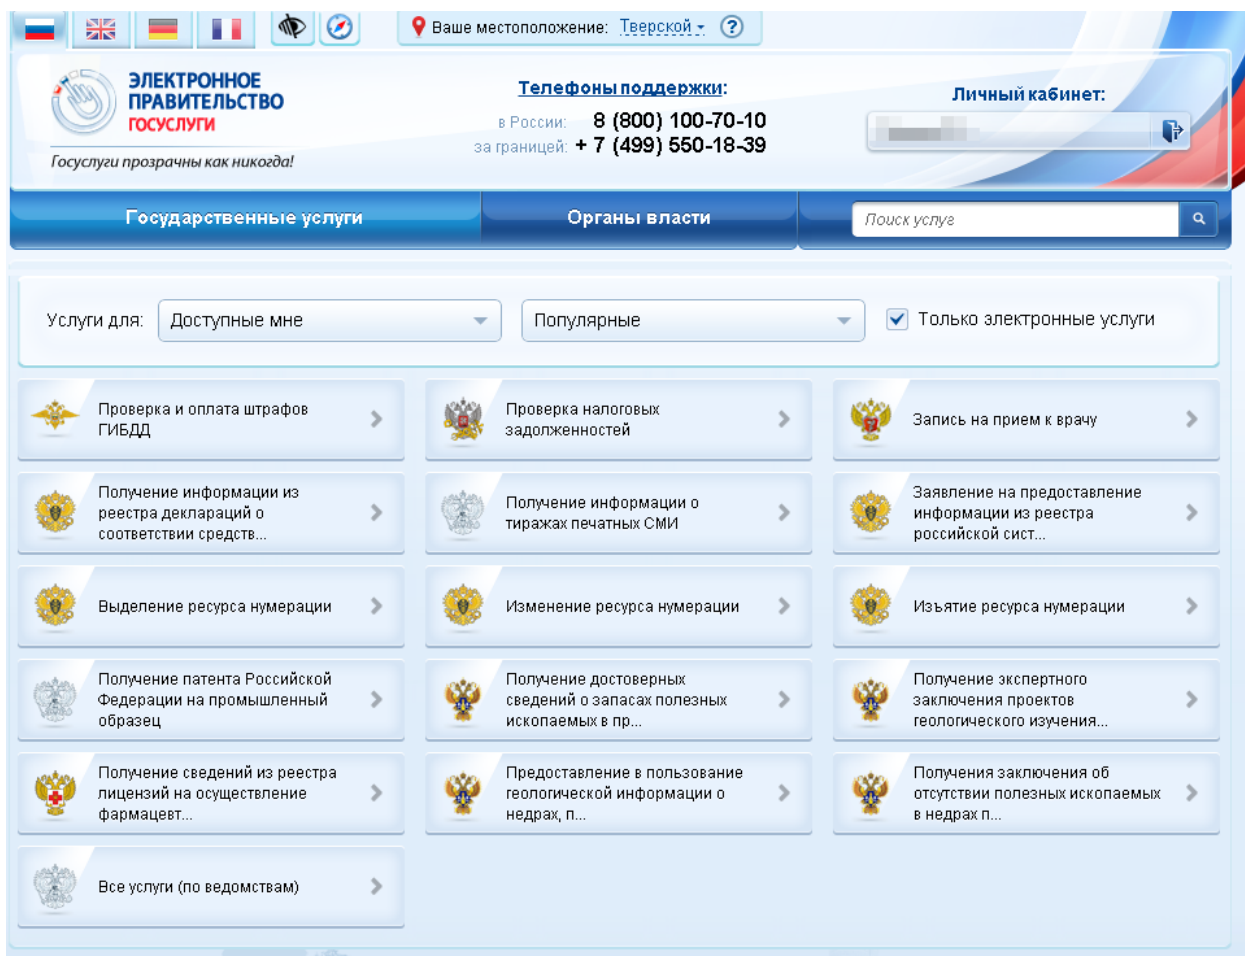 Ваше местоположение: Тверской
?
ЭЛЕКТРОННОЕ
ПРАВИТЕЛЬСТВО
ГОСУСЛУГИ
Госуслуги прозрачны как никогда!
Телефоны поддержки:
в России: 8 (800) 100-70-10
за границей: + 7 (499) 550-18-39
Личный кабинет:
Государственные услуги
Органы власти
Поиск услуг
Услуги для:
Доступные мне
Популярные
Только электронные услуги
Проверка и оплата штрафов
ГИБДД
Проверка налоговых
задолженностей
Запись на прием к врачу
Получение информации из
реестра деклараций о
соответствии средств...
Получение информации о
тиражах печатных СМИ
Заявление на предоставление
информации из реестра
российской сист...
Выделение ресурса нумерации
Изменение ресурса нумерации
Изъятие ресурса нумерации
Получение патента Российской
Федерации на промышленный
образец
Получение достоверных
сведений о запасах полезных
ископаемых в пр...
Получение экспертного
заключения проектов
геологического изучения...
Получение сведений из реестра
лицензий на осуществление
фармацевт...
Предоставление в пользование
геологической информации о
недрах, п...
Получения заключения об
отсутствии полезных ископаемых
в недрах п...
Все услуги (по ведомствам)